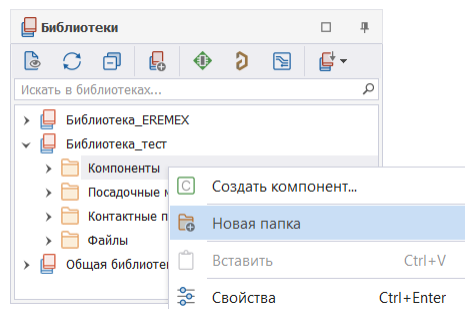 Библиотеки
Искать в библиотеках...
Библиотека_EREMEX
Библиотека_тест
Компоненты
Создать компонент...
Посадочные м
Новая папка
Контактные п
Файлы
Вставить Ctrl+V
Общая библиоте
Свойства Ctrl+Enter